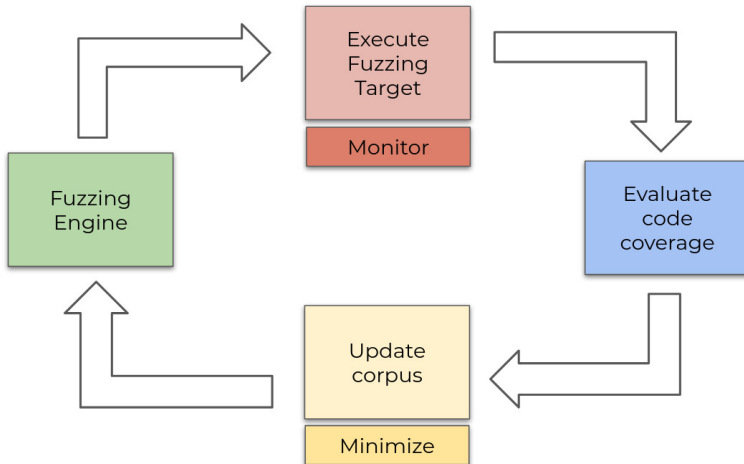 Execute
Fuzzing
Target
Monitor
Fuzzing
Engine
Evaluate
code
coverage
Update
corpus
Minimize